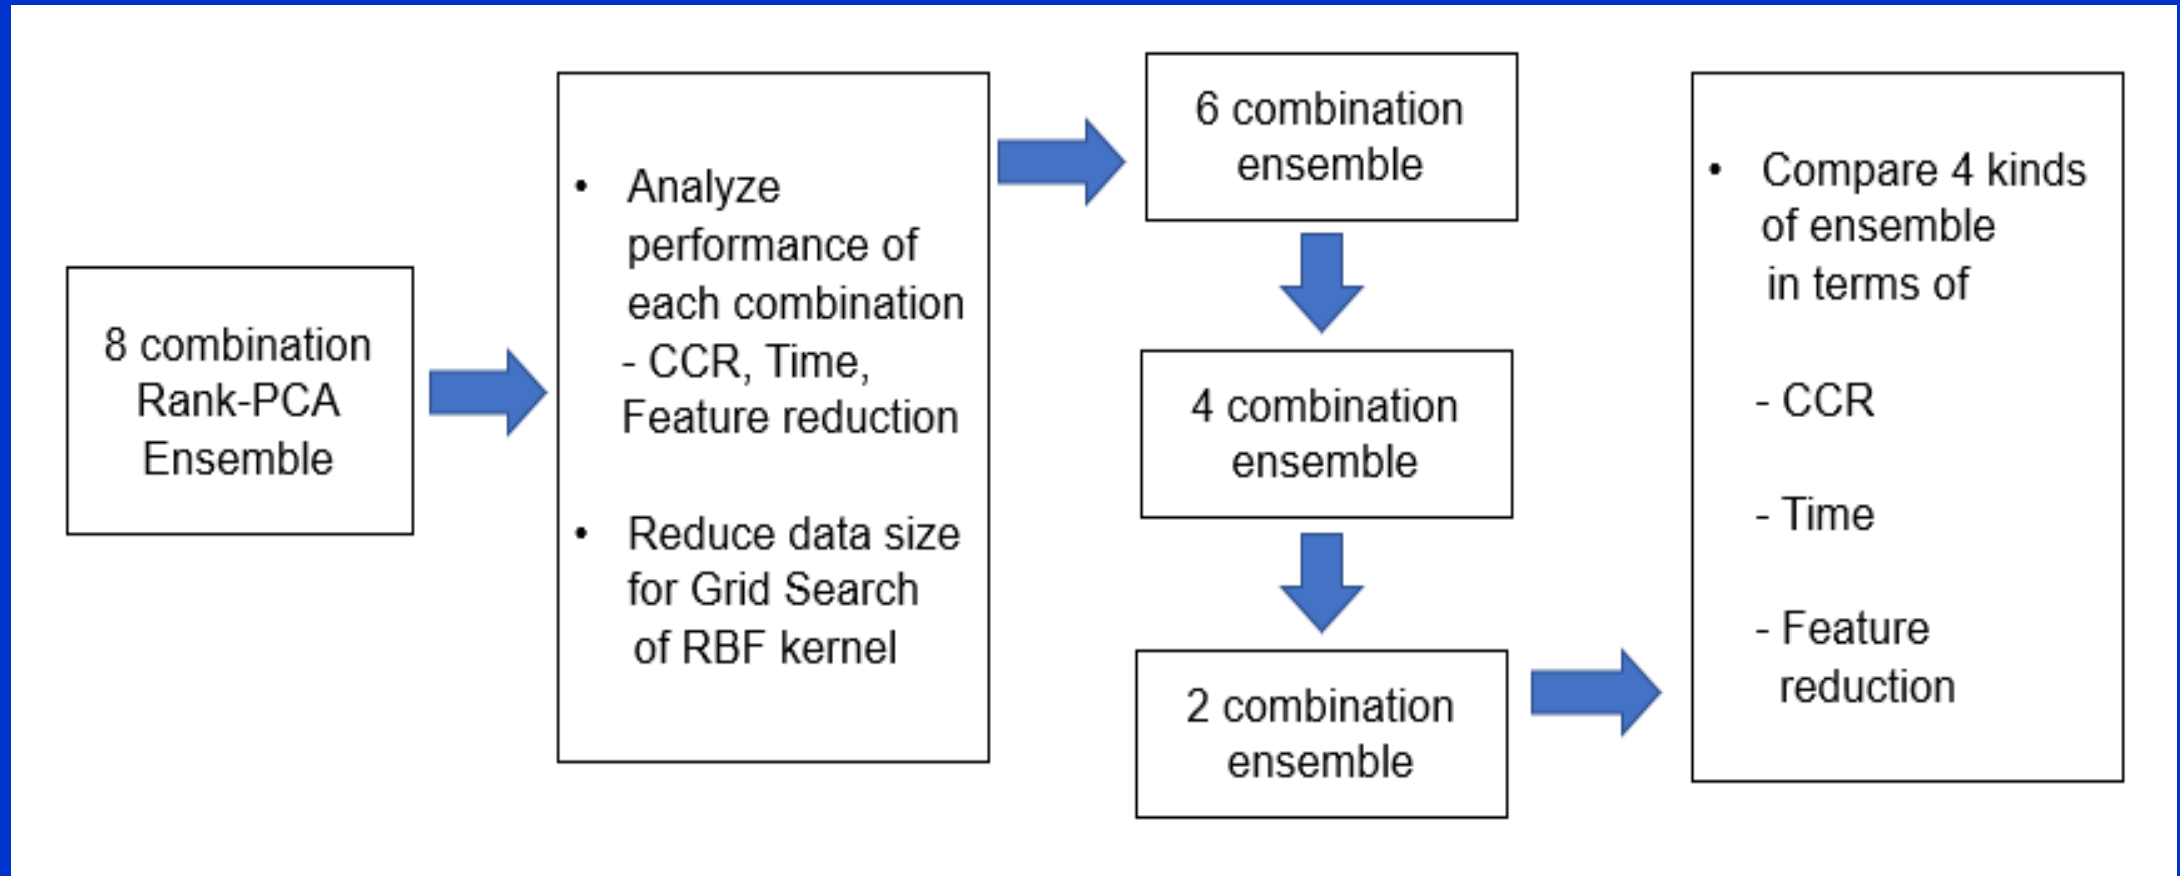 8 combination
Rank-PCA
Ensemble
• Analyze
performance of
each combination
- CCR, Time,
Feature reduction
• Reduce data size
for Grid Search
of RBF kernel
6 combination
ensemble
4 combination
ensemble
2 combination
ensemble
• Compare 4 kinds
of ensemble
in terms of
- CCR
- Time
- Feature
reduction